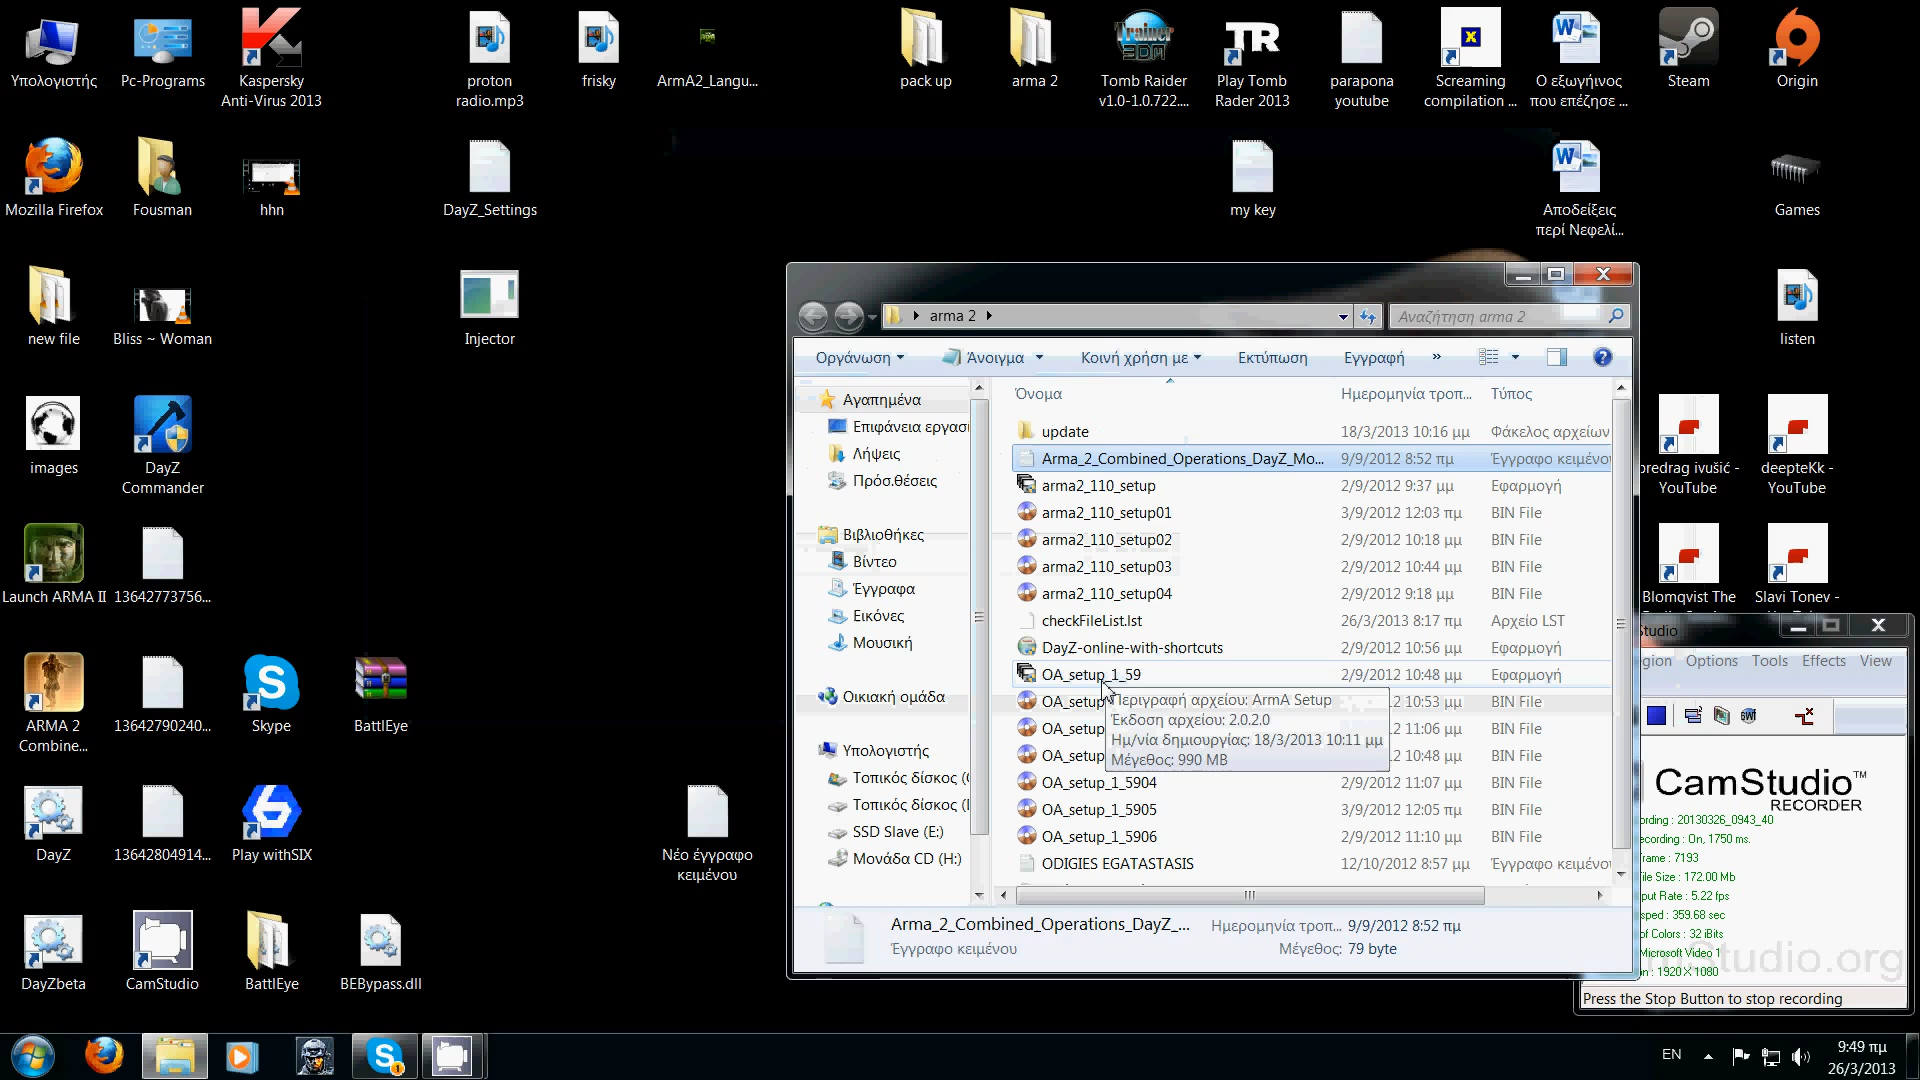 Υπολογιστής
Pc-Programs
Kaspersky
Anti-Virus 2013
proton
radio.mp3
frisky
ArmA2_Langu...
pack up
arma 2
Tomb Raider
v1.0-1.0.722....
Play Tomb
Rader 2013
parapona
youtube
Screaming
compilation ...
Ο εξωγήινος
που επέζησε ...
Steam
Origin
Mozilla Firefox
Fousman
hhn
DayZ_Settings
my key
Αποδείξεις
περί Νεφελί...
Games
new file
Bliss ~ Woman
Injector
listen
images
DayZ
Commander
predrag ivušić -
YouTube
deepteKk -
YouTube
Launch ARMA II
13642773756...
Blomqvist The
Slavi Tonev -
ARMA 2
Combine...
13642790240...
Skype
BattlEye
DayZ
13642804914...
Play withSIX
Νέο έγγραφο
κειμένου
DayZbeta
CamStudio
BattlEye
BEBypass.dll
arma 2
Αναζήτηση arma 2
Οργάνωση
Άνοιγμα
Κοινή χρήση με
Εκτύπωση
Εγγραφή
»
Αγαπημένα
Επιφάνεια εργασι
Λήψεις
Πρόσ.θέσεις
Βιβλιοθήκες
Βίντεο
Έγγραφα
Εικόνες
Μουσική
Οικιακή ομάδα
Υπολογιστής
Τοπικός δίσκος (
Τοπικός δίσκος (
SSD Slave (E:)
Μονάδα CD (H:)
Όνομα Ημερομηνία τροπ... Τύπος
update 18/3/2013 10:16 μμ Φάκελος αρχείων
Arma_2_Combined_Operations_DayZ_Mo... 9/9/2012 8:52 πμ Έγγραφο κειμένο
arma2_110_setup 2/9/2012 9:37 μμ Εφαρμογή
arma2_110_setup01 3/9/2012 12:03 πμ BIN File
arma2_110_setup02 2/9/2012 10:18 μμ BIN File
arma2_110_setup03 2/9/2012 10:44 μμ BIN File
arma2_110_setup04 2/9/2012 9:18 μμ BIN File
checkFileList.lst 26/3/2013 8:17 πμ Αρχείο LST
DayZ-online-with-shortcuts 2/9/2012 10:56 μμ Εφαρμογή
OA_setup_1_59 2/9/2012 10:48 μμ Εφαρμογή
OA_setup 12 10:53 μμ BIN File
OA_setup 12 11:06 μμ BIN File
OA_setup 12 10:48 μμ BIN File
OA_setup_1_5904 2/9/2012 11:07 μμ BIN File
OA_setup_1_5905 3/9/2012 12:05 πμ BIN File
OA_setup_1_5906 2/9/2012 11:10 μμ BIN File
ODIGIES EGATASTASIS 12/10/2012 8:57 μμ Έγγραφο κειμένο
Περιγραφή αρχείου: ArmA Setup
Έκδοση αρχείου: 2.0.2.0
Ημ/νία δημιουργίας: 18/3/2013 10:11 μμ
Μέγεθος: 990 MB
Arma_2_Combined_Operations_DayZ_... Ημερομηνία τροπ... 9/9/2012 8:52 πμ
Έγγραφο κειμένου Μέγεθος: 79 byte
tudio
gion Options Tools Effects View
CamStudio™
RECORDER
ording : 20130326_0943_40
ecording : On, 1750 ms.
rame : 7193
ile Size : 172.00 Mb
put Rate : 5.22 fps
psed : 359.68 sec
of Colors : 32 iBits
Microsoft Video 1
on : 1920 X 1080
mStudio.org
Press the Stop Button to stop recording
EN
9:49 πμ
26/3/2013